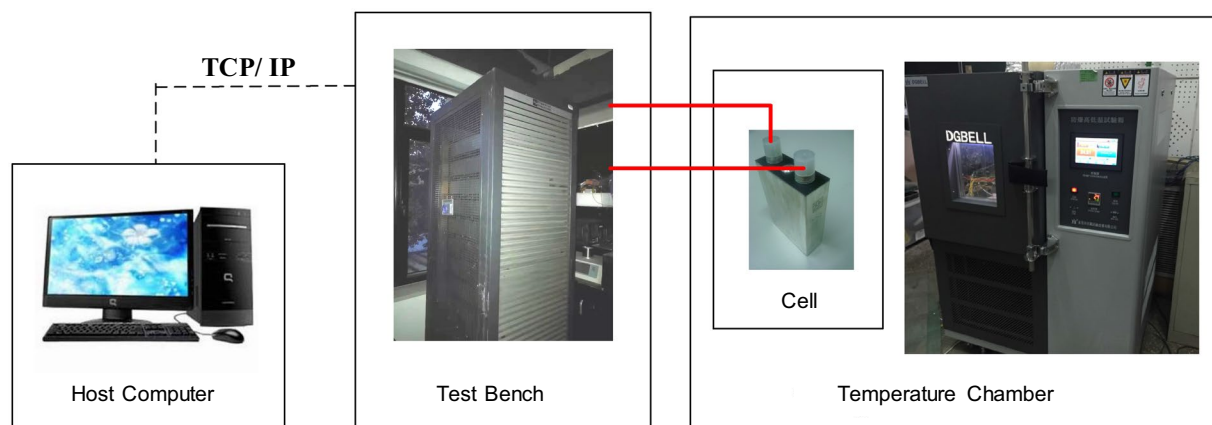 TCP/ IP
DGBELL
Cell
Host Computer
Test Bench
Temperature Chamber